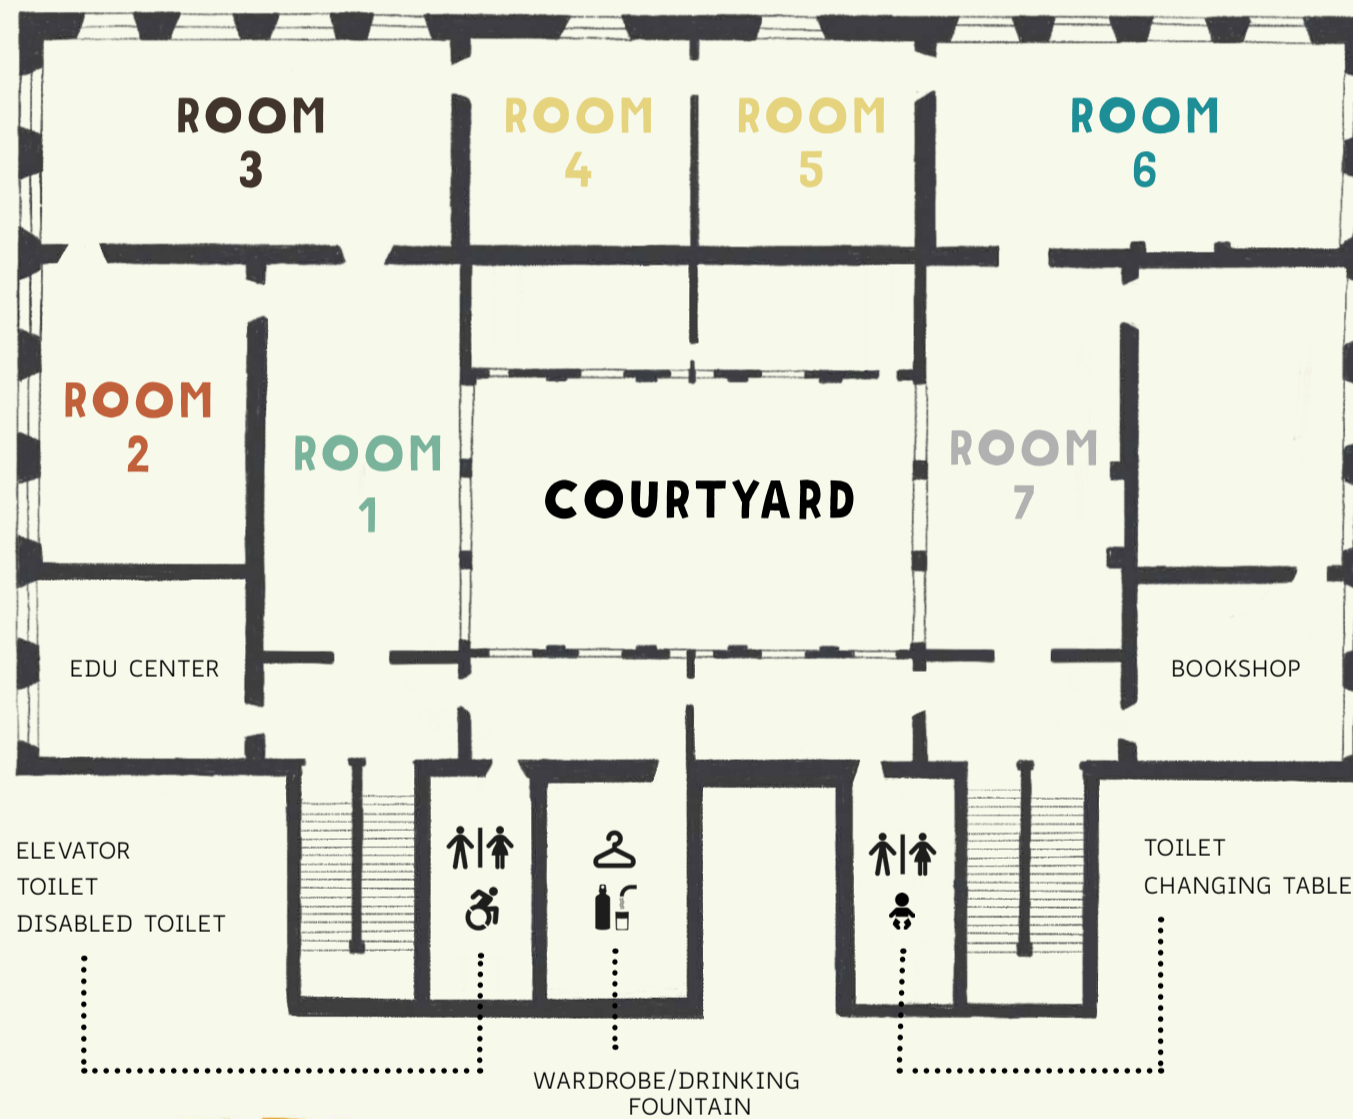 ROOM
3
ROOM
4
ROOM
5
ROOM
6
ROOM
2
ROOM
1
COURTYARD
ROOM
7
EDU CENTER
BOOKSHOP
ELEVATOR
TOILET
DISABLED TOILET
TOILET
CHANGING TABLE
WARDROBE/DRINKING
FOUNTAIN